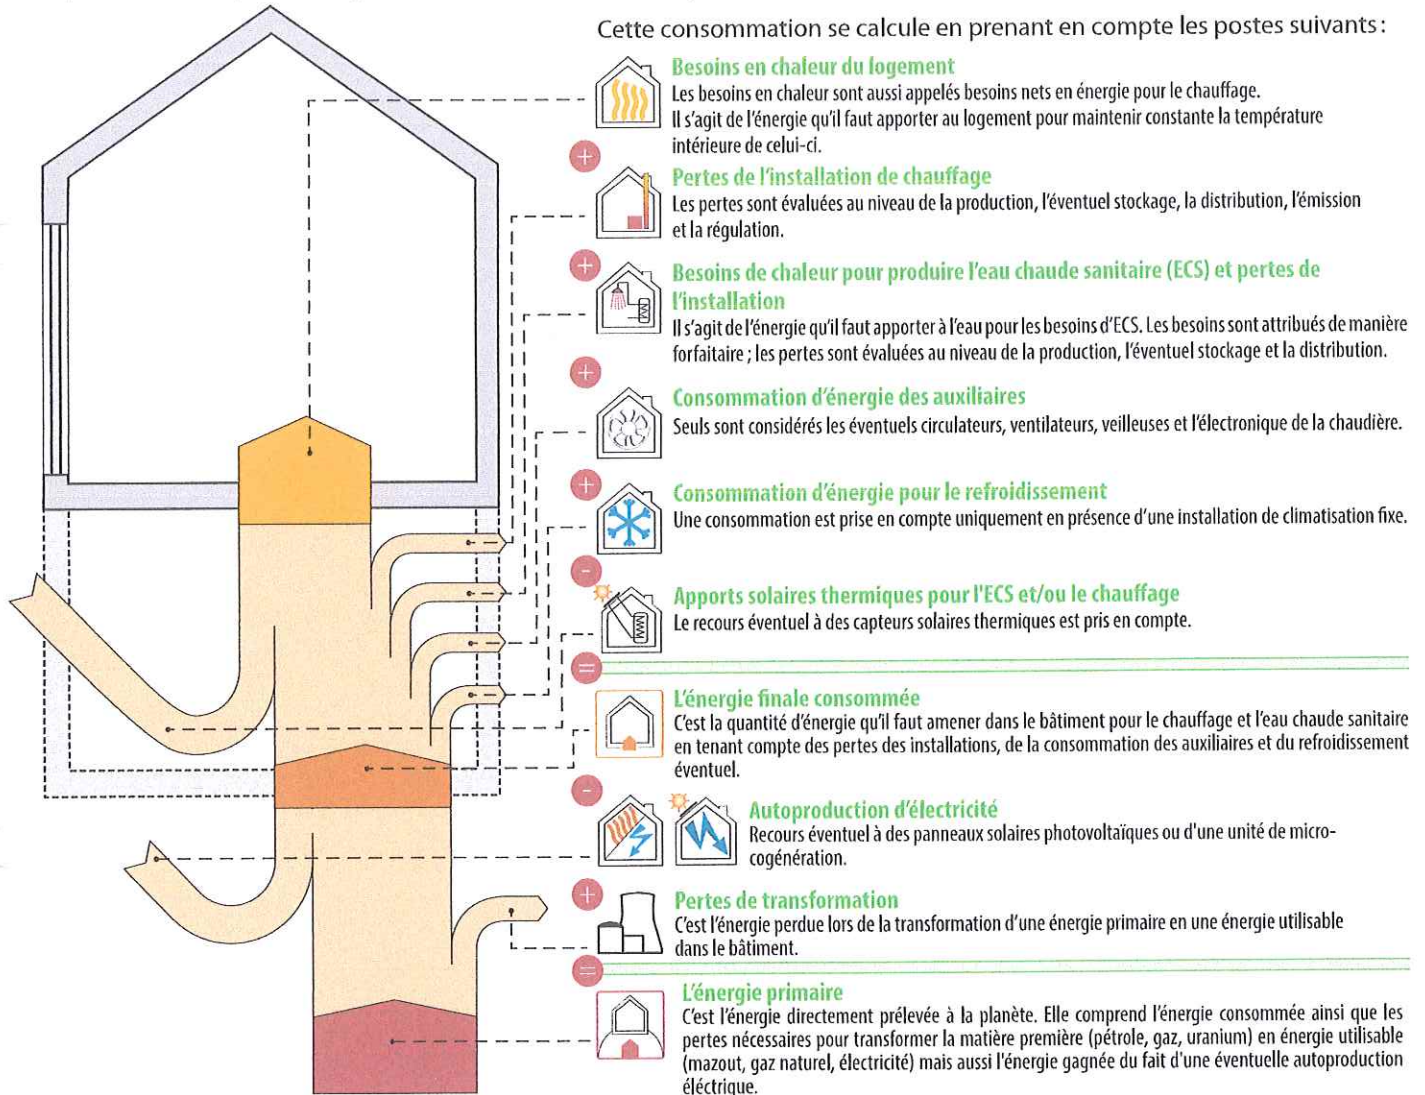 Cette consommation se calcule en prenant en compte les postes suivants :
Besoins en chaleur du logement
Les besoins en chaleur sont aussi appelés besoins nets en énergie pour le chauffage.
Il s'agit de l'énergie qu'il faut apporter au logement pour maintenir constante la température
intérieure de celui-ci.
+
Pertes de l'installation de chauffage
Les pertes sont évaluées au niveau de la production, l'éventuel stockage, la distribution, l'émission
et la régulation.
+
Besoins de chaleur pour produire l'eau chaude sanitaire (ECS) et pertes de
l'installation
Il s'agit de l'énergie qu'il faut apporter à l'eau pour les besoins d'ECS. Les besoins sont attribués de manière
forfaitaire ; les pertes sont évaluées au niveau de la production, l'éventuel stockage et la distribution.
+
Consommation d'énergie des auxiliaires
Seuls sont considérés les éventuels circulateurs, ventilateurs, veilleuses et l'électronique de la chaudière.
+
Consommation d'énergie pour le refroidissement
Une consommation est prise en compte uniquement en présence d'une installation de climatisation fixe.
-
Apports solaires thermiques pour l'ECS et/ou le chauffage
Le recours éventuel à des capteurs solaires thermiques est pris en compte.
=
L'énergie finale consommée
C'est la quantité d'énergie qu'il faut amener dans le bâtiment pour le chauffage et l'eau chaude sanitaire
en tenant compte des pertes des installations, de la consommation des auxiliaires et du refroidissement
éventuel.
-
Autoproduction d'électricité
Recours éventuel à des panneaux solaires photovoltaïques ou d'une unité de micro-
cogénération.
+
Pertes de transformation
C'est l'énergie perdue lors de la transformation d'une énergie primaire en une énergie utilisable
dans le bâtiment.
=
L'énergie primaire
C'est l'énergie directement prélevée à la planète. Elle comprend l'énergie consommée ainsi que les
pertes nécessaires pour transformer la matière première (pétrole, gaz, uranium) en énergie utilisable
(mazout, gaz naturel, électricité) mais aussi l'énergie gagnée du fait d'une éventuelle autoproduction
éléctrique.